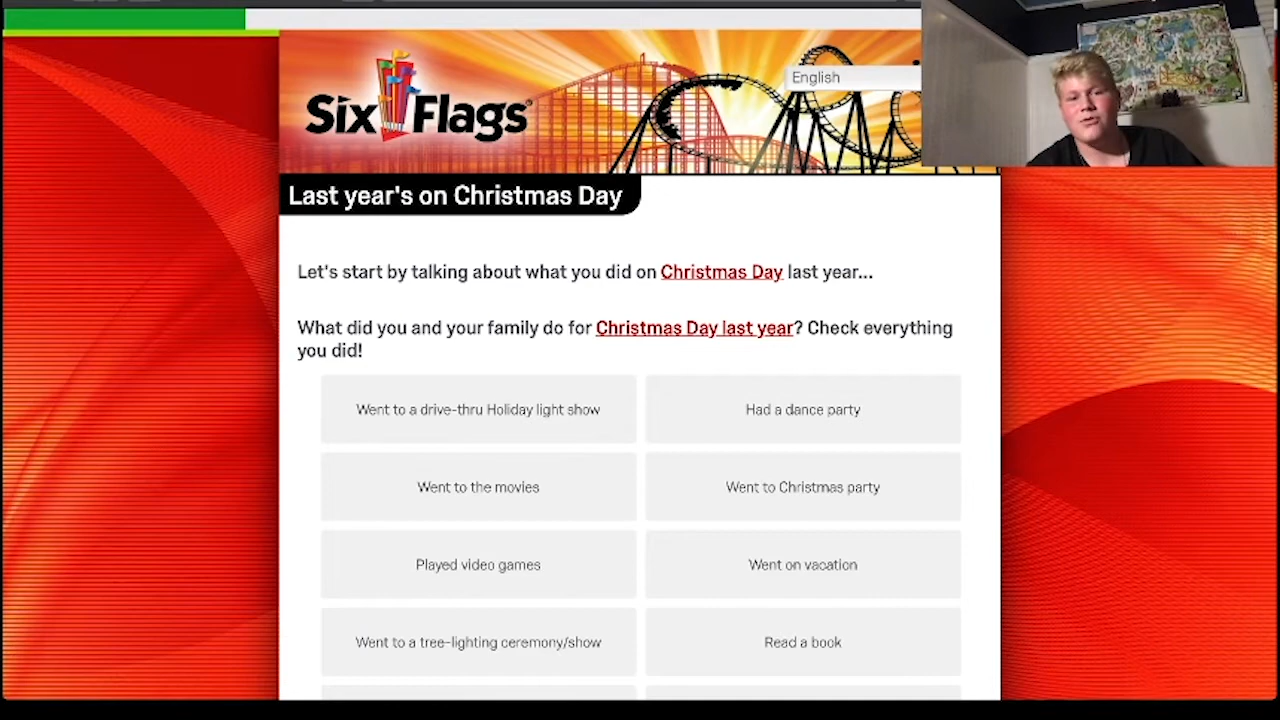 Six Flags
English
Last year's on Christmas Day
Let's start by talking about what you did on Christmas Day last year...
What did you and your family do for Christmas Day last year? Check everything
you did!
Went to a drive-thru Holiday light show
Had a dance party
Went to the movies
Went to Christmas party
Played video games
Went on vacation
Went to a tree-lighting ceremony/show
Read a book